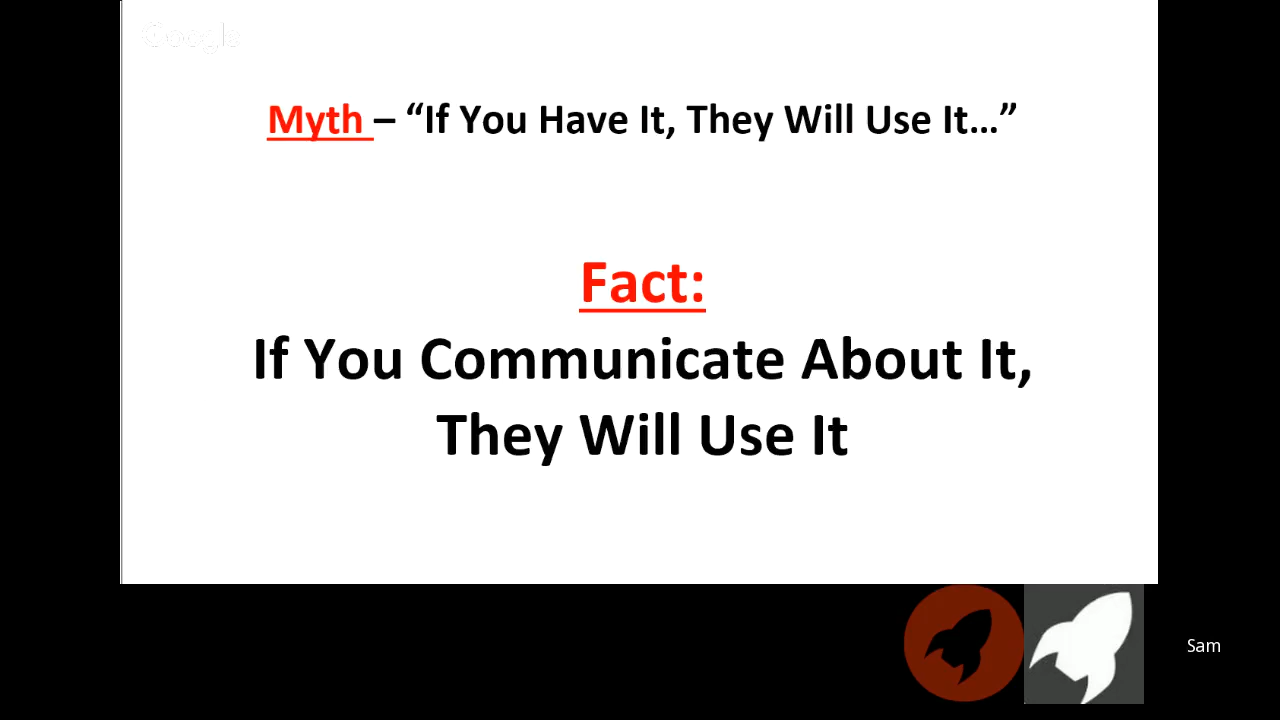 Google
Myth – “If You Have It, They Will Use It…”
Fact:
If You Communicate About It,
They Will Use It
Sam